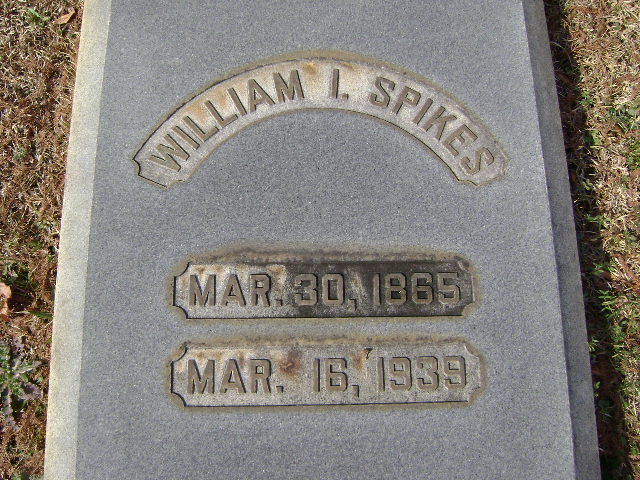 WILLIAM I. SPIKES
MAR. 30, 1865
MAR. 16, 1939